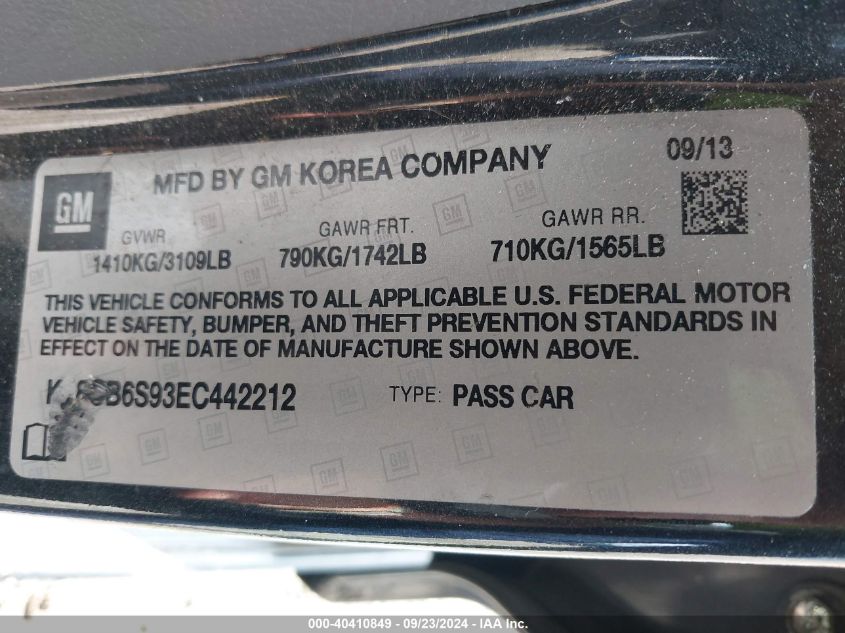 MFD BY GM KOREA COMPANY
09/13
GM
GVWR
GAWR FRT.
GAWR RR.
1410KG/3109LB
790KG/1742LB
710KG/1565LB
THIS VEHICLE CONFORMS TO ALL APPLICABLE U.S. FEDERAL MOTOR
VEHICLE SAFETY, BUMPER, AND THEFT PREVENTION STANDARDS IN
EFFECT ON THE DATE OF MANUFACTURE SHOWN ABOVE.
TYPE: PASS CAR
000-40410849 - 09/23/2024 - IAA Inc.